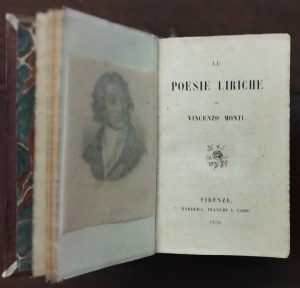 LE
POESIE LIRICHE
DI
VINCENZO MONTI.
FIRENZE,
BARBÈRA, BIANCHI E COMP.